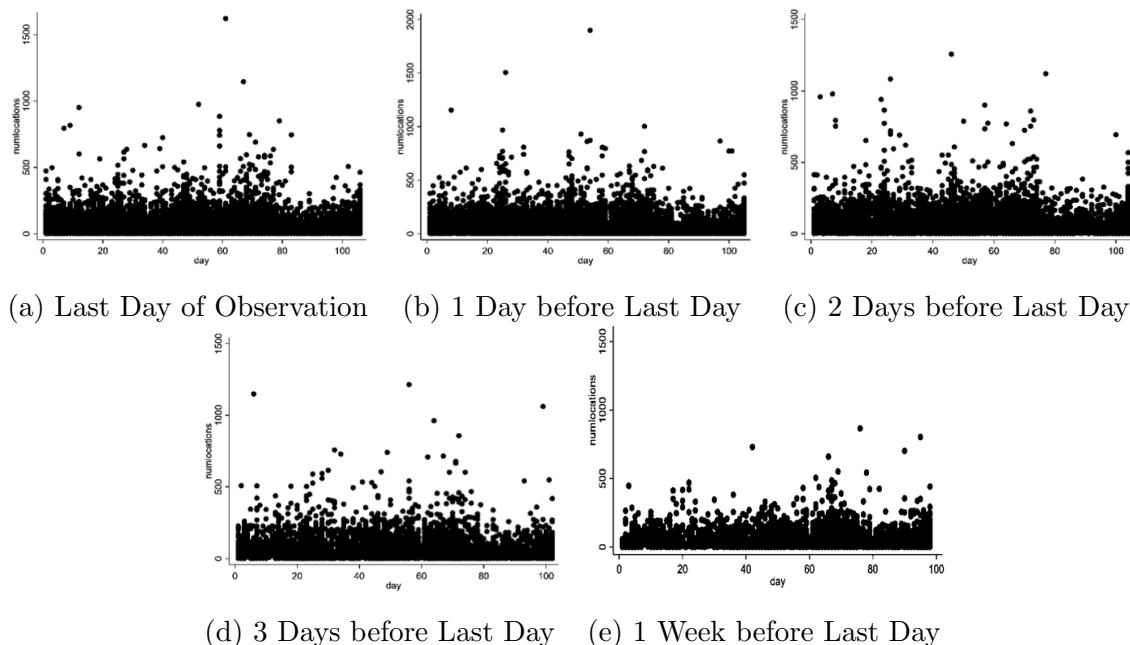 1500
1000
500
0
numlocations
0 20 40 60 80 100
day
(a) Last Day of Observation
2000
1500
1000
500
0
numlocations
0 20 40 60 80 100
day
(b) 1 Day before Last Day
1500
1000
500
0
numlocations
0 20 40 60 80 100
day
(c) 2 Days before Last Day
1500
1000
500
0
numlocations
0 20 40 60 80 100
day
(d) 3 Days before Last Day
1500
1000
500
0
numlocations
0 20 40 60 80 100
day
(e) 1 Week before Last Day